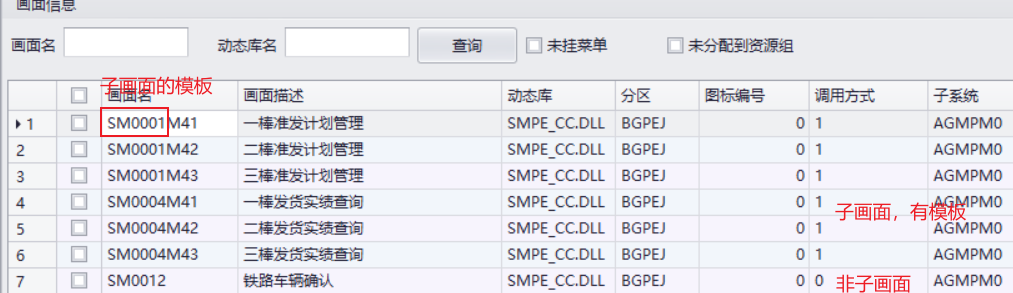 画面信息
画面名 动态库名 查询 未挂菜单 未分配到资源组
子画面的模板
画面名 画面描述 动态库 分区 图标编号 调用方式 子系统
1 SM0001M41 一棒准发计划管理 SMPE_CC.DLL BGPEJ 0 1 AGMPM0
2 SM0001M42 二棒准发计划管理 SMPE_CC.DLL BGPEJ 0 1 AGMPM0
3 SM0001M43 三棒准发计划管理 SMPE_CC.DLL BGPEJ 0 1 AGMPM0
4 SM0004M41 一棒发货实绩查询 SMPE_CC.DLL BGPEJ 0 1 AGMPM0
子画面，有模板
5 SM0004M42 二棒发货实绩查询 SMPE_CC.DLL BGPEJ 0 1 AGMPM0
6 SM0004M43 三棒发货实绩查询 SMPE_CC.DLL BGPEJ 0 1 AGMPM0
7 SM0012 铁路车辆确认 SMPE_CC.DLL BGPEJ 0 0 AGMPM0
非子画面